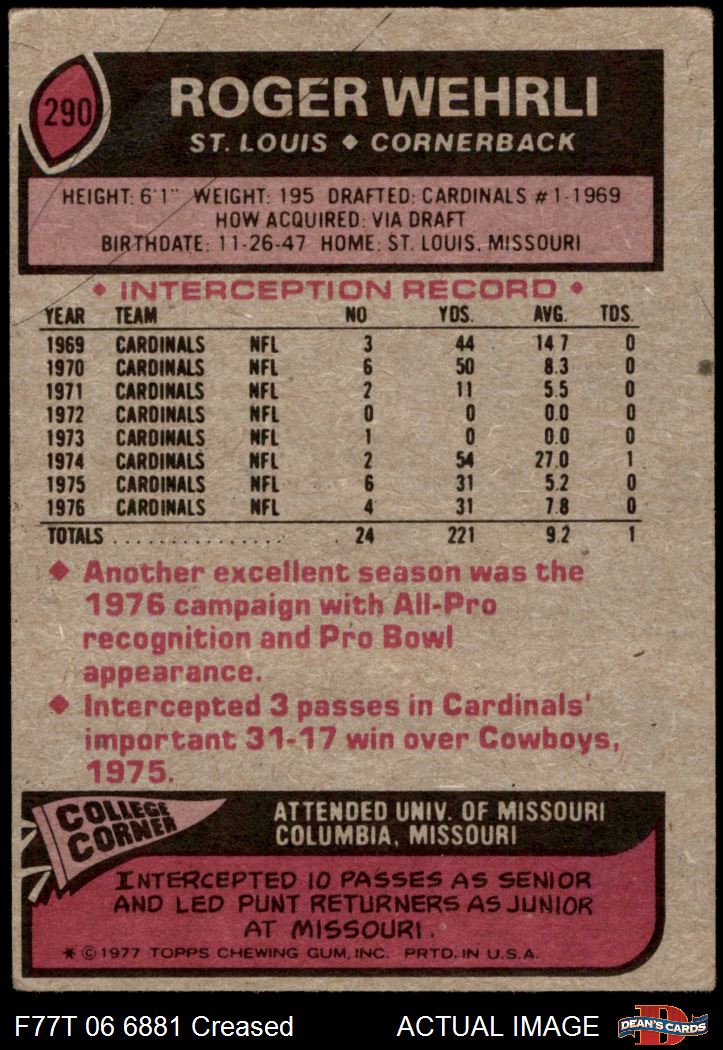 290
ROGER WEHRLI
ST. LOUIS ◆ CORNERBACK
HEIGHT: 6'1" WEIGHT: 195 DRAFTED: CARDINALS #1-1969
HOW ACQUIRED: VIA DRAFT
BIRTHDATE: 11-26-47 HOME: ST. LOUIS, MISSOURI
◆ INTERCEPTION RECORD ◆
YEAR TEAM NO YDS. AVG. TDS.
1969 CARDINALS NFL 3 44 14 7 0
1970 CARDINALS NFL 6 50 8.3 0
1971 CARDINALS NFL 2 11 5.5 0
1972 CARDINALS NFL 0 0 0.0 0
1973 CARDINALS NFL 1 0 0.0 0
1974 CARDINALS NFL 2 54 27.0 1
1975 CARDINALS NFL 6 31 5.2 0
1976 CARDINALS NFL 4 31 7.8 0
TOTALS . . . . . . . . . . . . . . . . 24 221 9.2 1
◆ Another excellent season was the
1976 campaign with All-Pro
recognition and Pro Bowl
appearance.
◆ Intercepted 3 passes in Cardinals'
important 31-17 win over Cowboys,
1975.
COLLEGE
CORNER
ATTENDED UNIV. OF MISSOURI
COLUMBIA, MISSOURI
INTERCEPTED 10 PASSES AS SENIOR
AND LED PUNT RETURNERS AS JUNIOR
AT MISSOURI.
* © 1977 TOPPS CHEWING GUM, INC. PRTD. IN U.S.A.
F77T 06 6881 Creased ACTUAL IMAGE
D
DEAN'S CARDS